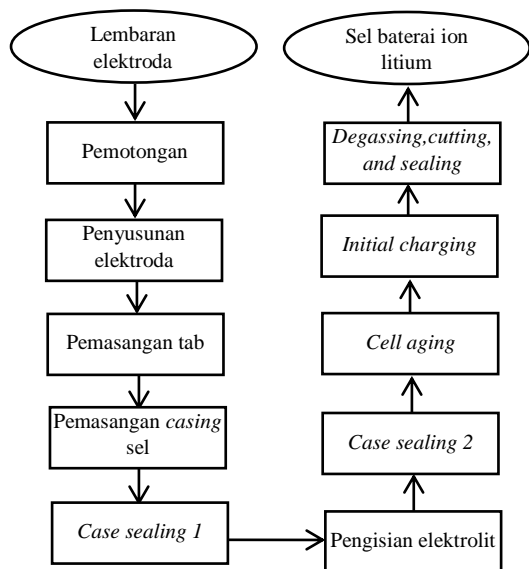 Lembaran
elektroda
Pemotongan
Penyusunan
elektroda
Pemasangan tab
Pemasangan casing
sel
Case sealing 1
Pengisian elektrolit
Case sealing 2
Cell aging
Initial charging
Degassing,cutting,
and sealing
Sel baterai ion
litium